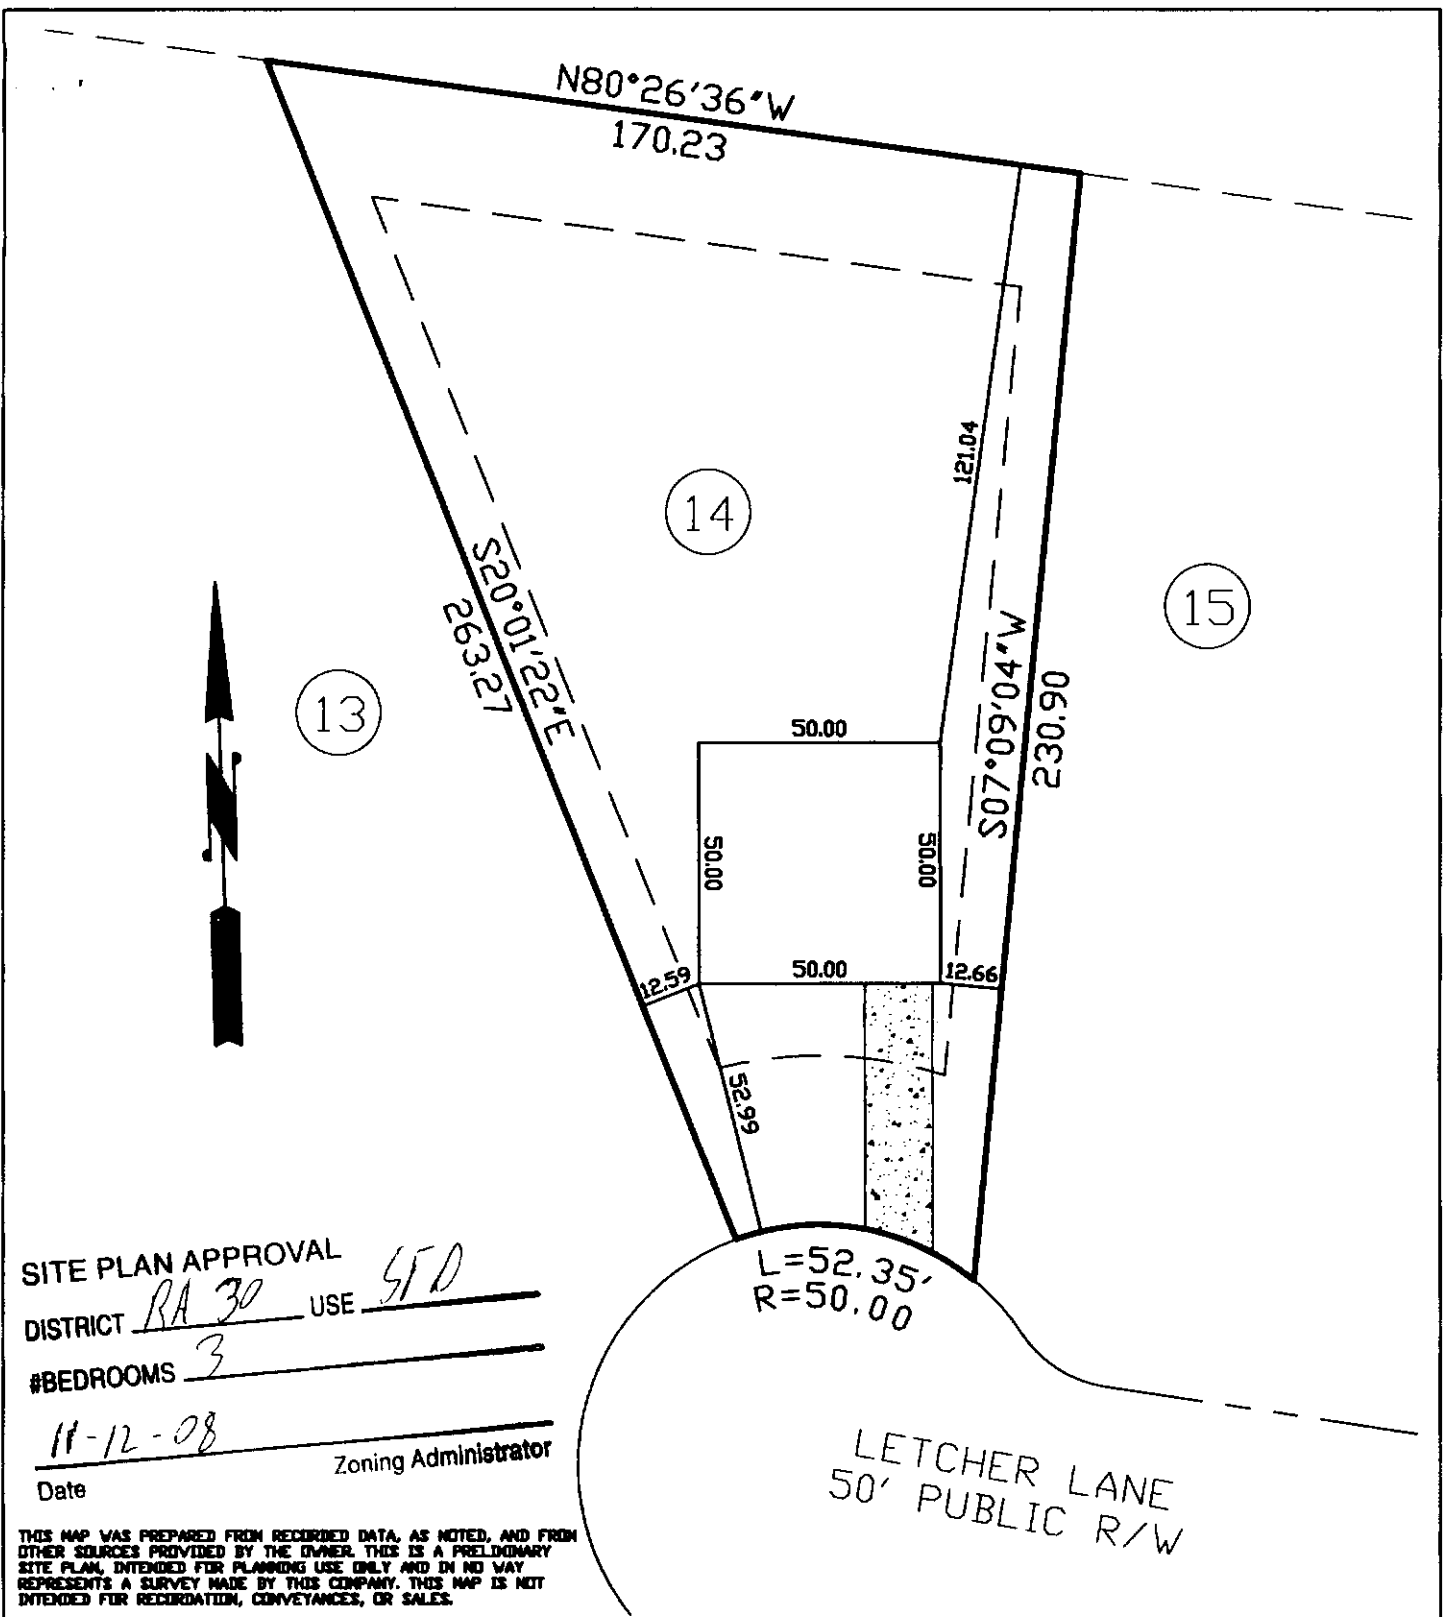 N80°26'36"W
170.23
121.04
14
15
S20°01'22"E
263.27
S07°09'04"W
230.90
13
N
50.00
50.00
50.00
50.00
12.59
12.66
52.99
L=52.35'
R=50.00
SITE PLAN APPROVAL
DISTRICT RA 30 USE SFD
#BEDROOMS 3
11-12-08
Date Zoning Administrator
LETCHER LANE
50' PUBLIC R/W
THIS MAP WAS PREPARED FROM RECORDED DATA, AS NOTED, AND FROM
OTHER SOURCES PROVIDED BY THE OWNER. THIS IS A PRELIMINARY
SITE PLAN, INTENDED FOR PLANNING USE ONLY AND IN NO WAY
REPRESENTS A SURVEY MADE BY THIS COMPANY. THIS MAP IS NOT
INTENDED FOR RECORDATION, CONVEYANCES, OR SALES.